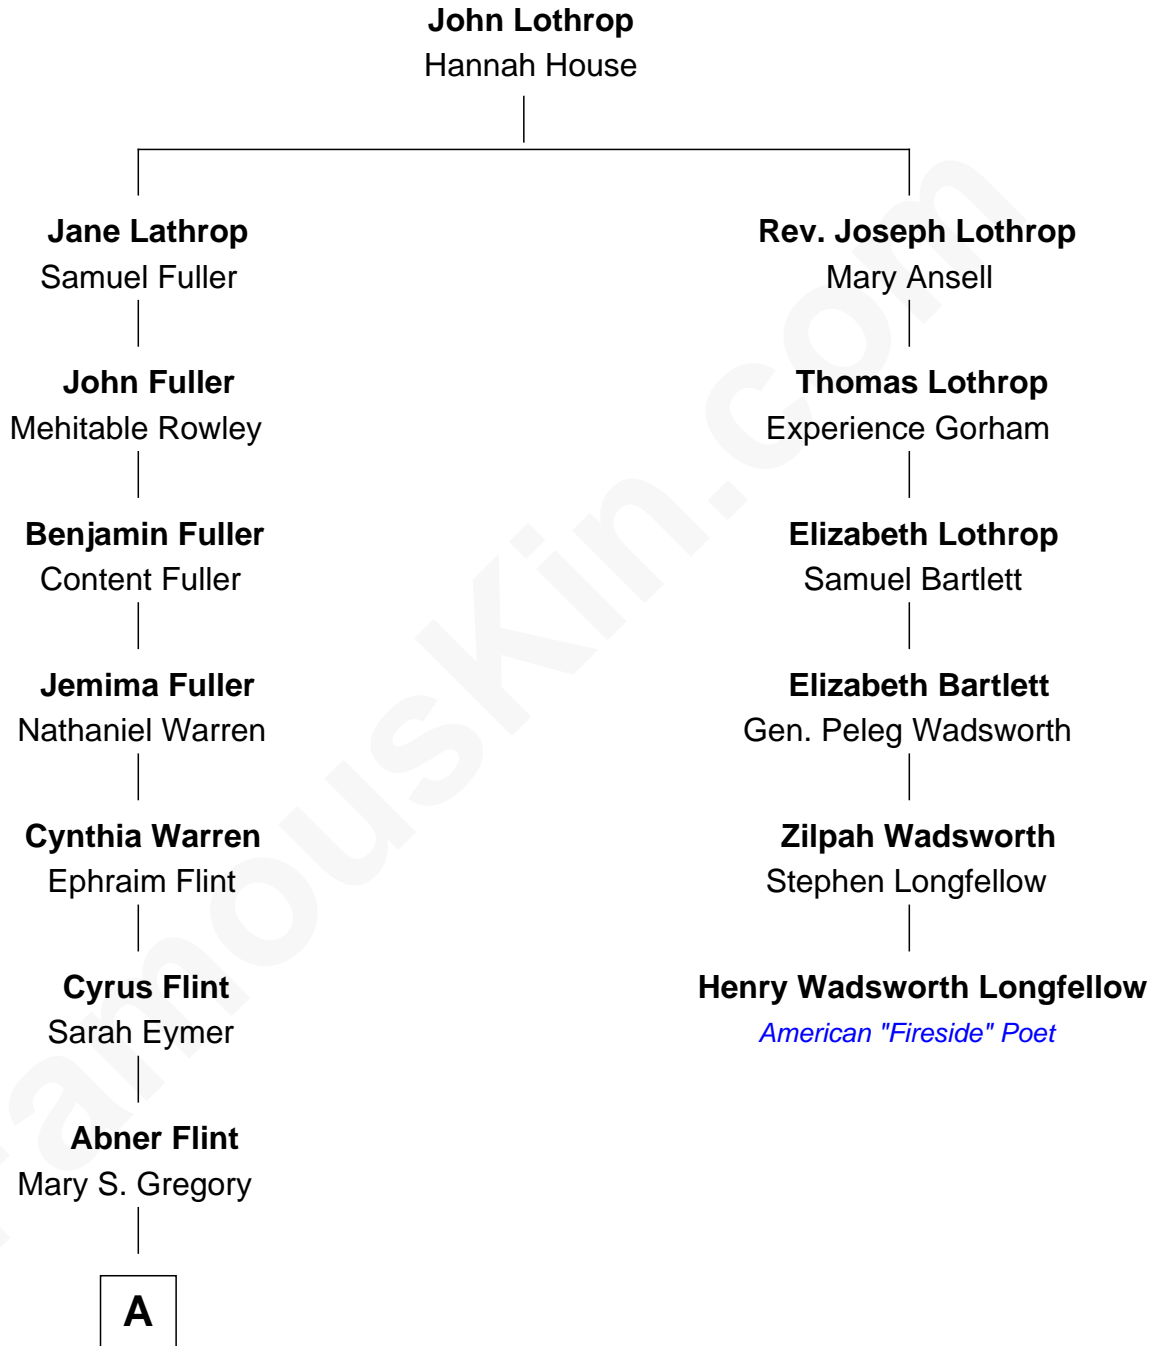 John Lothrop
Hannah House
Jane Lathrop
Samuel Fuller
Rev. Joseph Lothrop
Mary Ansell
John Fuller
Mehitable Rowley
Thomas Lothrop
Experience Gorham
Benjamin Fuller
Content Fuller
Elizabeth Lothrop
Samuel Bartlett
Jemima Fuller
Nathaniel Warren
Elizabeth Bartlett
Gen. Peleg Wadsworth
Cynthia Warren
Ephraim Flint
Zilpah Wadsworth
Stephen Longfellow
Cyrus Flint
Sarah Eymer
Henry Wadsworth Longfellow
American "Fireside" Poet
Abner Flint
Mary S. Gregory
A
FamousKin.com